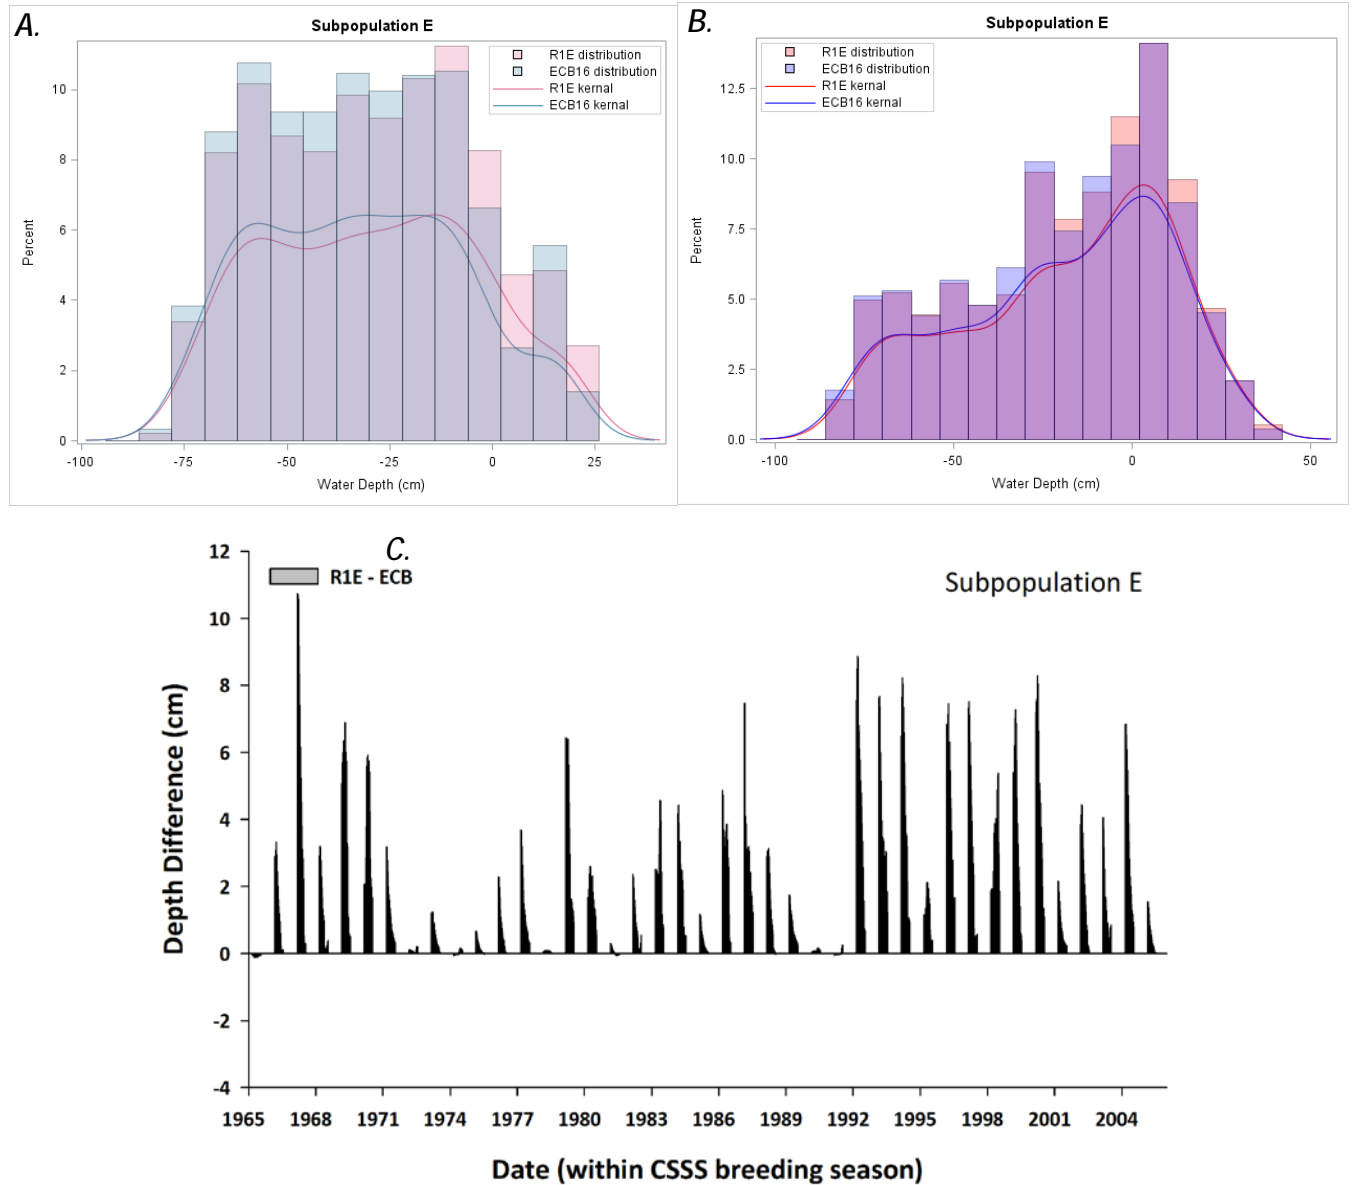 A.
Subpopulation E
R1E distribution
ECB16 distribution
R1E kernal
ECB16 kernal
Percent
10
8
6
4
2
0
-100
-75
-50
-25
0
25
Water Depth (cm)
B.
Subpopulation E
R1E distribution
ECB16 distribution
R1E kernal
ECB16 kernal
Percent
12.5
10.0
7.5
5.0
2.5
0.0
-100
-50
0
50
Water Depth (cm)
C.
R1E - ECB
Subpopulation E
Depth Difference (cm)
12
10
8
6
4
2
0
-2
-4
1965
1968
1971
1974
1977
1980
1983
1986
1989
1992
1995
1998
2001
2004
Date (within CSSS breeding season)